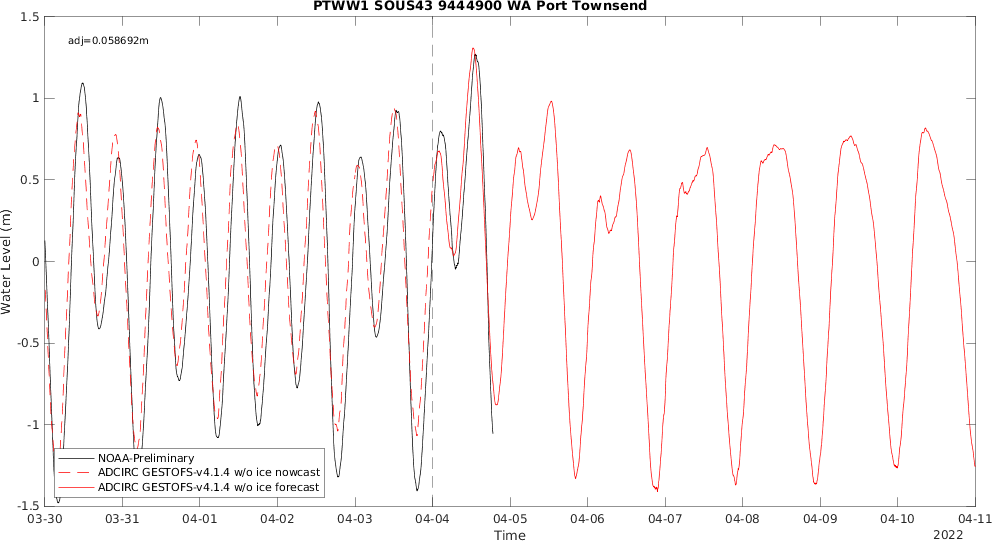 PTWW1 SOUS43 9444900 WA Port Townsend
adj=0.058692m
Water Level (m)
1.5
1
0.5
0
-0.5
-1
-1.5
NOAA-Preliminary
ADCIRC GESTOFS-v4.1.4 w/o ice nowcast
ADCIRC GESTOFS-v4.1.4 w/o ice forecast
03-30 03-31 04-01 04-02 04-03 04-04 04-05 04-06 04-07 04-08 04-09 04-10 04-11
Time
2022